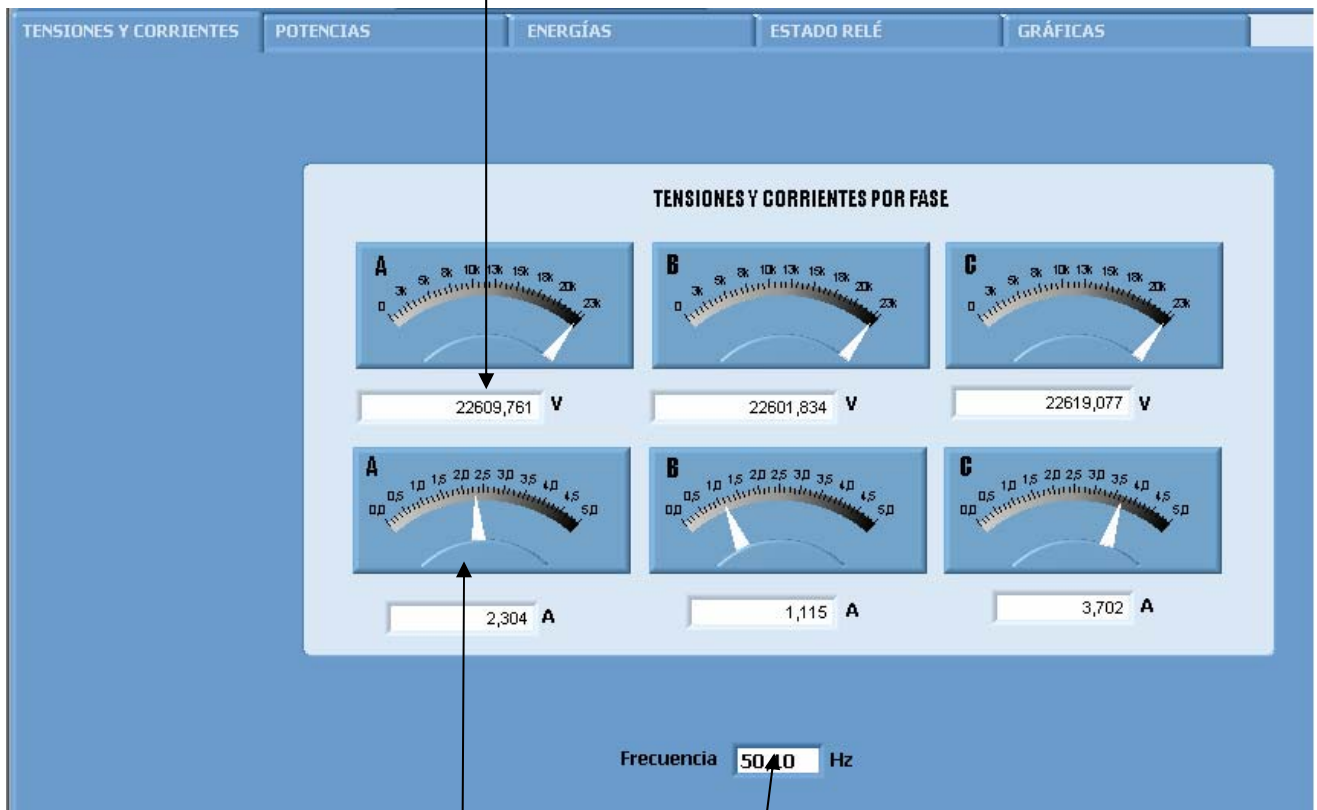 TENSIONES Y CORRIENTES POTENCIAS ENERGÍAS ESTADO RELÉ GRÁFICAS
TENSIONES Y CORRIENTES POR FASE
A 0 3k 5k 8k 10k 13k 15k 18k 20k 23k
B 0 3k 5k 8k 10k 13k 15k 18k 20k 23k
C 0 3k 5k 8k 10k 13k 15k 18k 20k 23k
22609,761 V 22601,834 V 22619,077 V
A 0,0 0,5 1,0 1,5 2,0 2,5 3,0 3,5 4,0 4,5 5,0
B 0,0 0,5 1,0 1,5 2,0 2,5 3,0 3,5 4,0 4,5 5,0
C 0,0 0,5 1,0 1,5 2,0 2,5 3,0 3,5 4,0 4,5 5,0
2,304 A 1,115 A 3,702 A
Frecuencia Hz